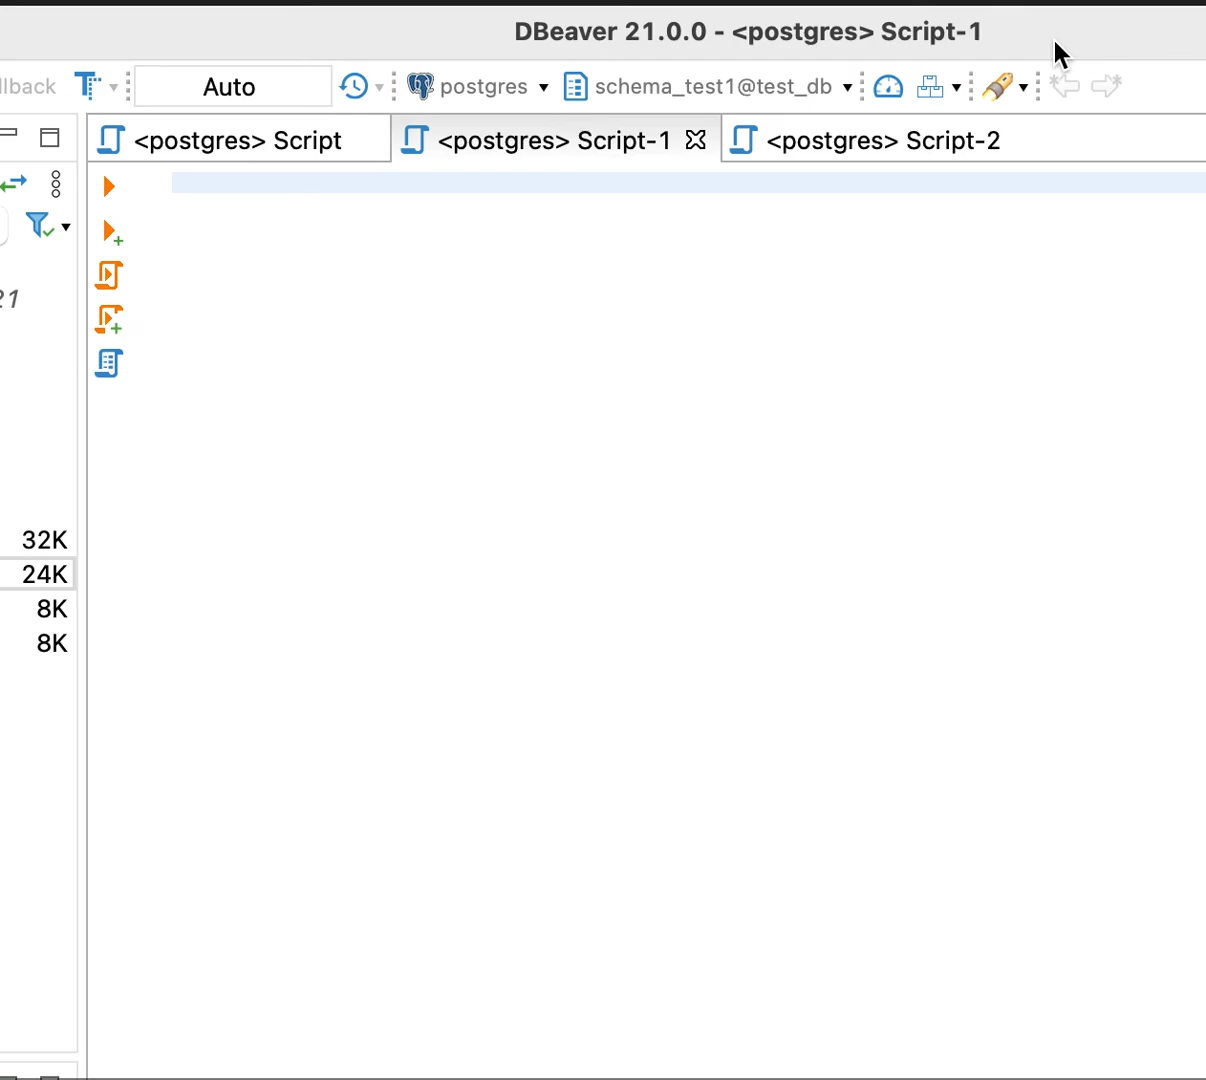 DBeaver 21.0.0 - <postgres> Script-1
lback Auto postgres schema_test1@test_db
<postgres> Script <postgres> Script-1 <postgres> Script-2
21
32K
24K
8K
8K